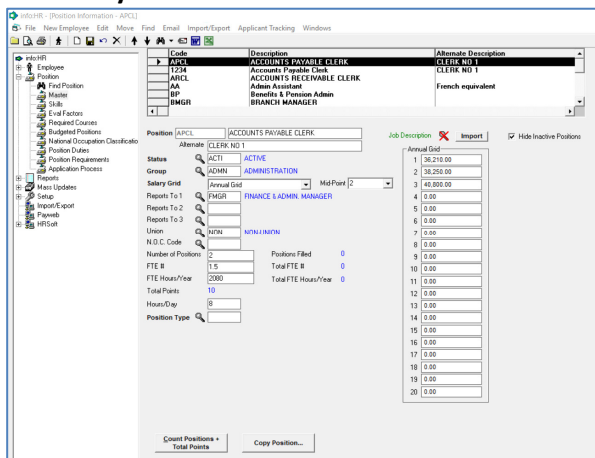 info:HR - [Position Information - APCL]
File New Employee Edit Move Find Email Import/Export Applicant Tracking Windows
info:HR
Employee
Position
Find Position
Master
Skills
Eval Factors
Required Courses
Budgeted Positions
National Occupation Classificatio
Position Duties
Position Requirements
Application Process
Reports
Mass Updates
Setup
Import/Export
Payweb
HRSoft
Code Description Alternate Description
APCL ACCOUNTS PAYABLE CLERK CLERK NO 1
1234 Accounts Payable Clerk CLERK NO 1
ARCL ACCOUNTS RECEIVABLE CLERK
AA Admin Assistant French equivalent
BP Benefits & Pension Admin
BMGR BRANCH MANAGER
Position APCL ACCOUNTS PAYABLE CLERK Job Description Import Hide Inactive Positions
Alternate CLERK NO 1
Status ACTI ACTIVE
Group ADMN ADMINISTRATION
Salary Grid Annual Grid Mid-Point 2
Reports To 1 FMGR FINANCE & ADMIN. MANAGER
Reports To 2
Reports To 3
Union NON NON-UNION
N.O.C. Code
Number of Positions 2 Positions Filled 0
FTE # 1.5 Total FTE # 0
FTE Hours/Year 2080 Total FTE Hours/Year 0
Total Points 10
Hours/Day 8
Position Type
Annual Grid
1 36,210.00
2 38,250.00
3 40,800.00
4 0.00
5 0.00
6 0.00
7 0.00
8 0.00
9 0.00
10 0.00
11 0.00
12 0.00
13 0.00
14 0.00
15 0.00
16 0.00
17 0.00
18 0.00
19 0.00
20 0.00
Count Positions +
Total Points
Copy Position...